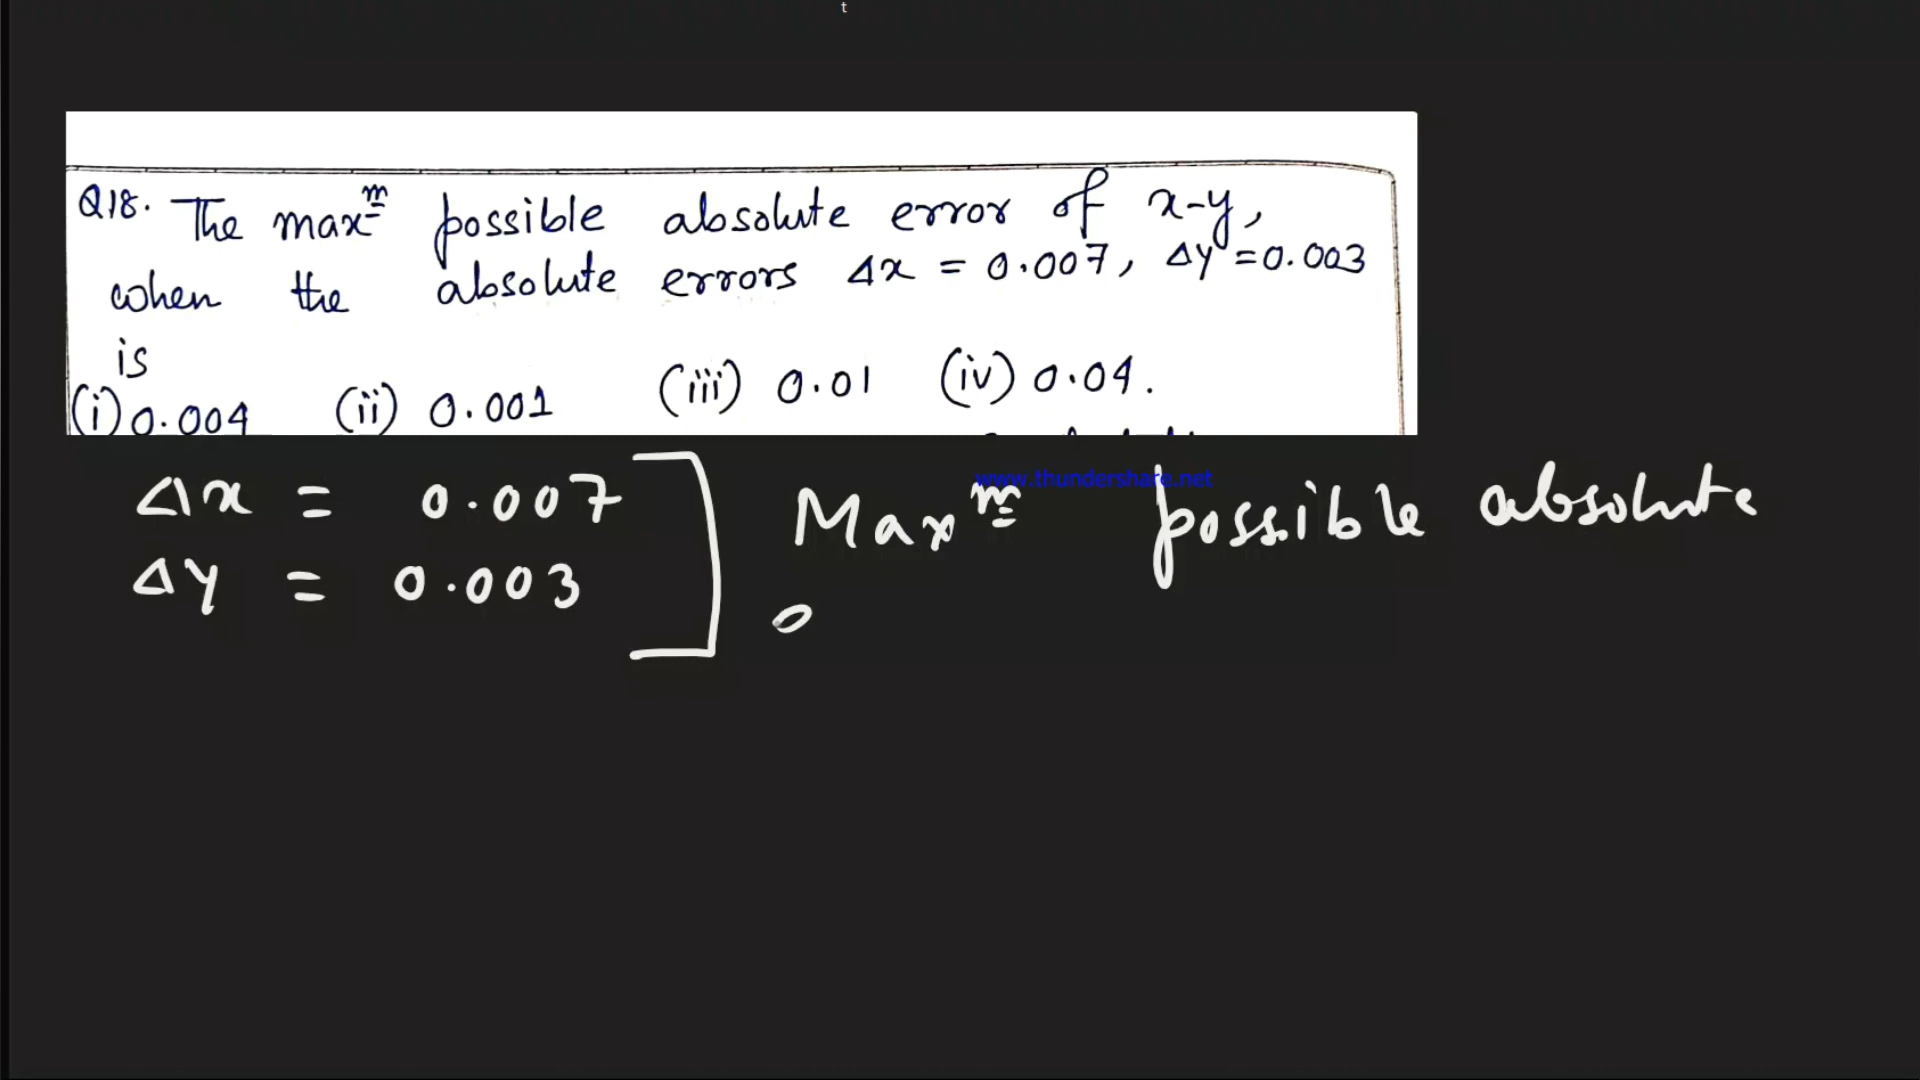 t
Q18. The maxᵐ possible absolute error of x-y,
when the absolute errors Δx = 0.007, Δy = 0.003
is
(i) 0.004 (ii) 0.001 (iii) 0.01 (iv) 0.04.
www.thundershare.net
Δx = 0.007 ] Maxᵐ possible absolute
Δy = 0.003